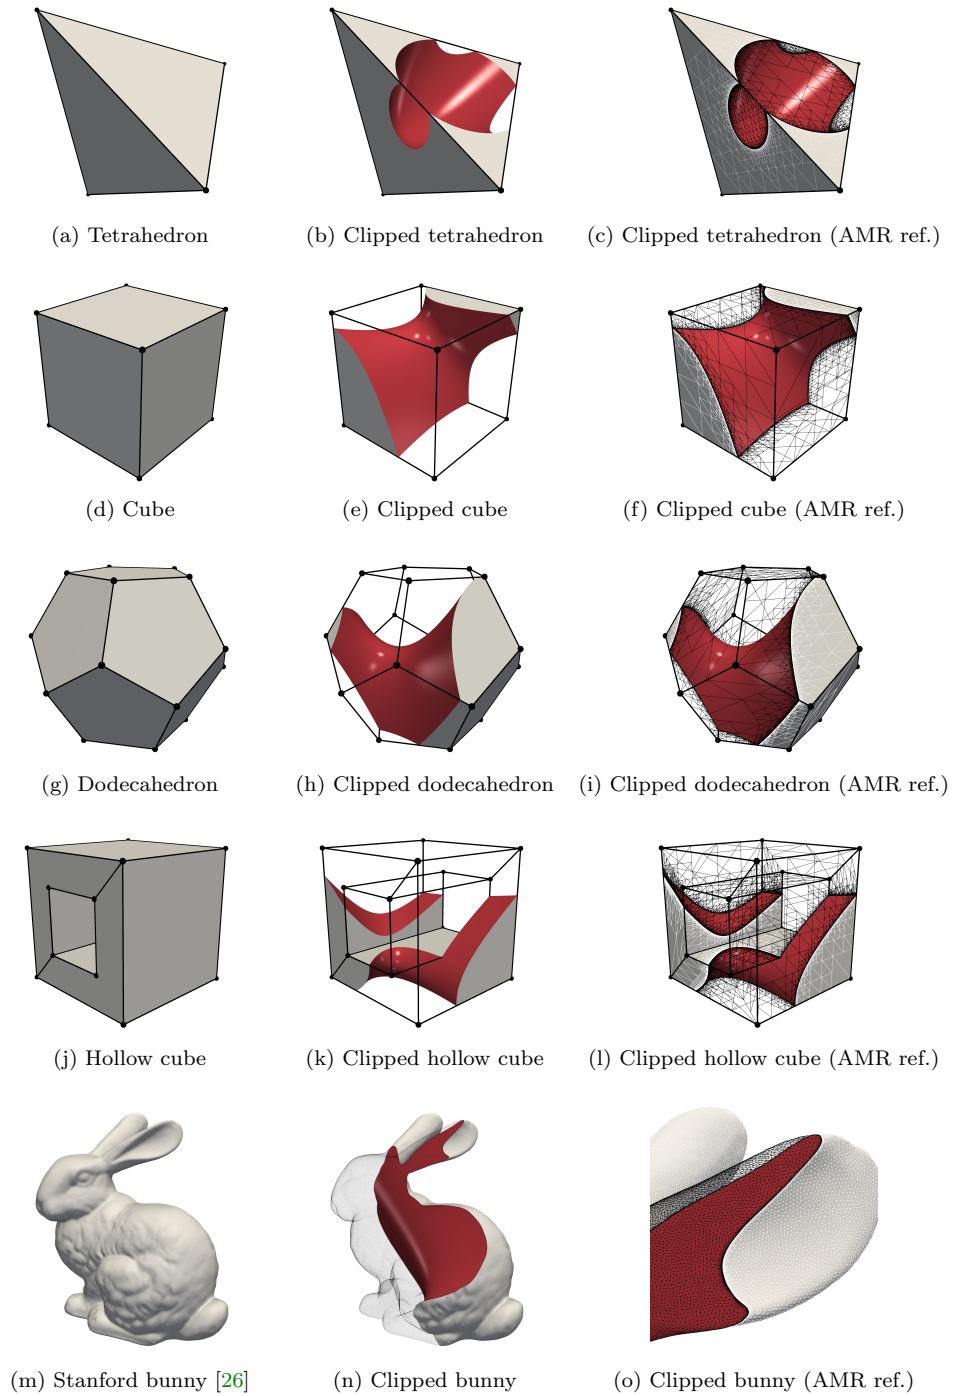 (a) Tetrahedron
(b) Clipped tetrahedron
(c) Clipped tetrahedron (AMR ref.)
(d) Cube
(e) Clipped cube
(f) Clipped cube (AMR ref.)
(g) Dodecahedron
(h) Clipped dodecahedron
(i) Clipped dodecahedron (AMR ref.)
(j) Hollow cube
(k) Clipped hollow cube
(l) Clipped hollow cube (AMR ref.)
(m) Stanford bunny [26]
(n) Clipped bunny
(o) Clipped bunny (AMR ref.)